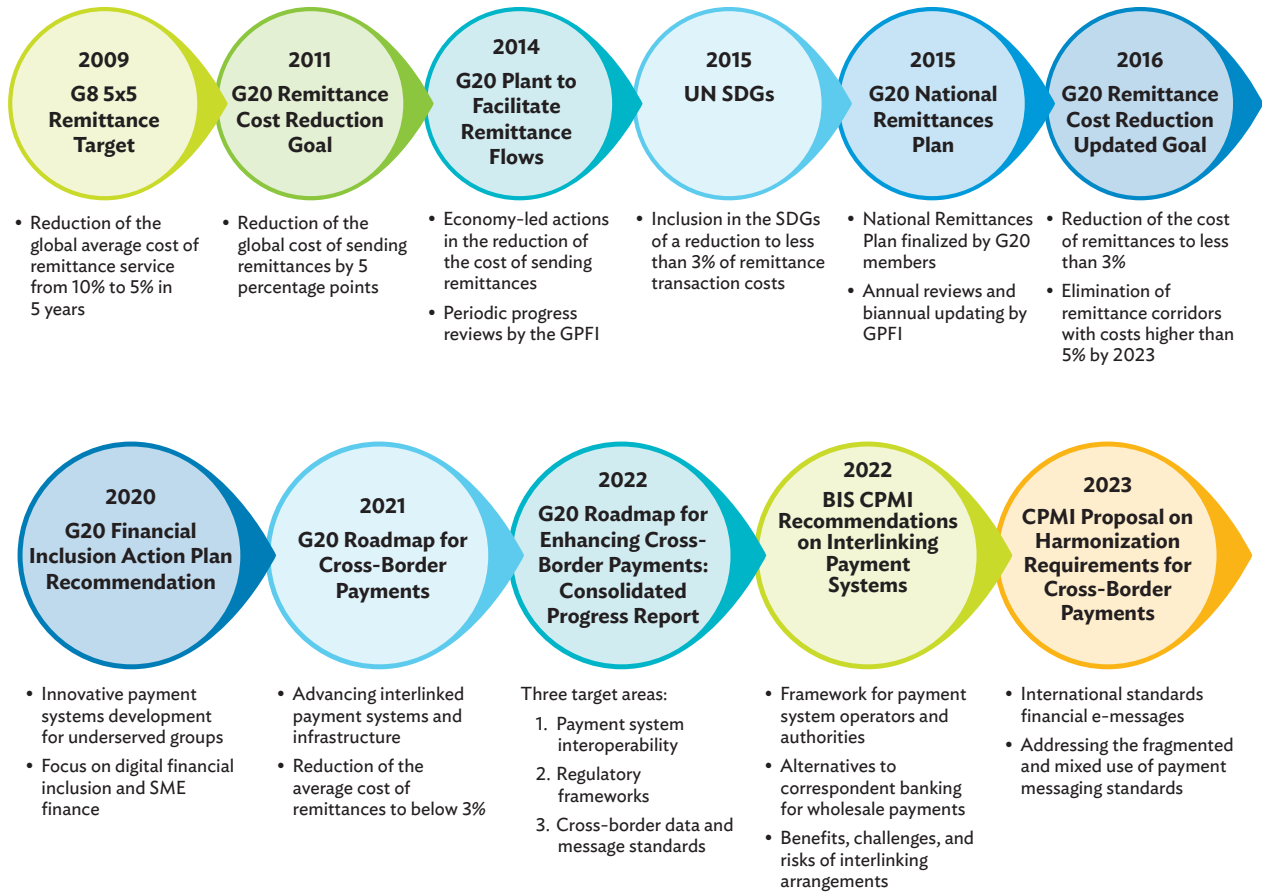 2009
G8 5x5
Remittance
Target
• Reduction of the
global average cost of
remittance service
from 10% to 5% in
5 years
2011
G20 Remittance
Cost Reduction
Goal
• Reduction of the
global cost of sending
remittances by 5
percentage points
2014
G20 Plant to
Facilitate
Remittance
Flows
• Economy-led actions
in the reduction of
the cost of sending
remittances
• Periodic progress
reviews by the GPFI
2015
UN SDGs
• Inclusion in the SDGs
of a reduction to less
than 3% of remittance
transaction costs
2015
G20 National
Remittances
Plan
• National Remittances
Plan finalized by G20
members
• Annual reviews and
biannual updating by
GPFI
2016
G20 Remittance
Cost Reduction
Updated Goal
• Reduction of the cost
of remittances to less
than 3%
• Elimination of
remittance corridors
with costs higher than
5% by 2023
2020
G20 Financial
Inclusion Action Plan
Recommendation
• Innovative payment
systems development
for underserved groups
• Focus on digital financial
inclusion and SME
finance
2021
G20 Roadmap for
Cross-Border
Payments
• Advancing interlinked
payment systems and
infrastructure
• Reduction of the
average cost of
remittances to below 3%
2022
G20 Roadmap for
Enhancing Cross-
Border Payments:
Consolidated
Progress Report
Three target areas:
1. Payment system
interoperability
2. Regulatory
frameworks
3. Cross-border data and
message standards
2022
BIS CPMI
Recommendations
on Interlinking
Payment
Systems
• Framework for payment
system operators and
authorities
• Alternatives to
correspondent banking
for wholesale payments
• Benefits, challenges, and
risks of interlinking
arrangements
2023
CPMI Proposal on
Harmonization
Requirements for
Cross-Border
Payments
• International standards
financial e-messages
• Addressing the fragmented
and mixed use of payment
messaging standards